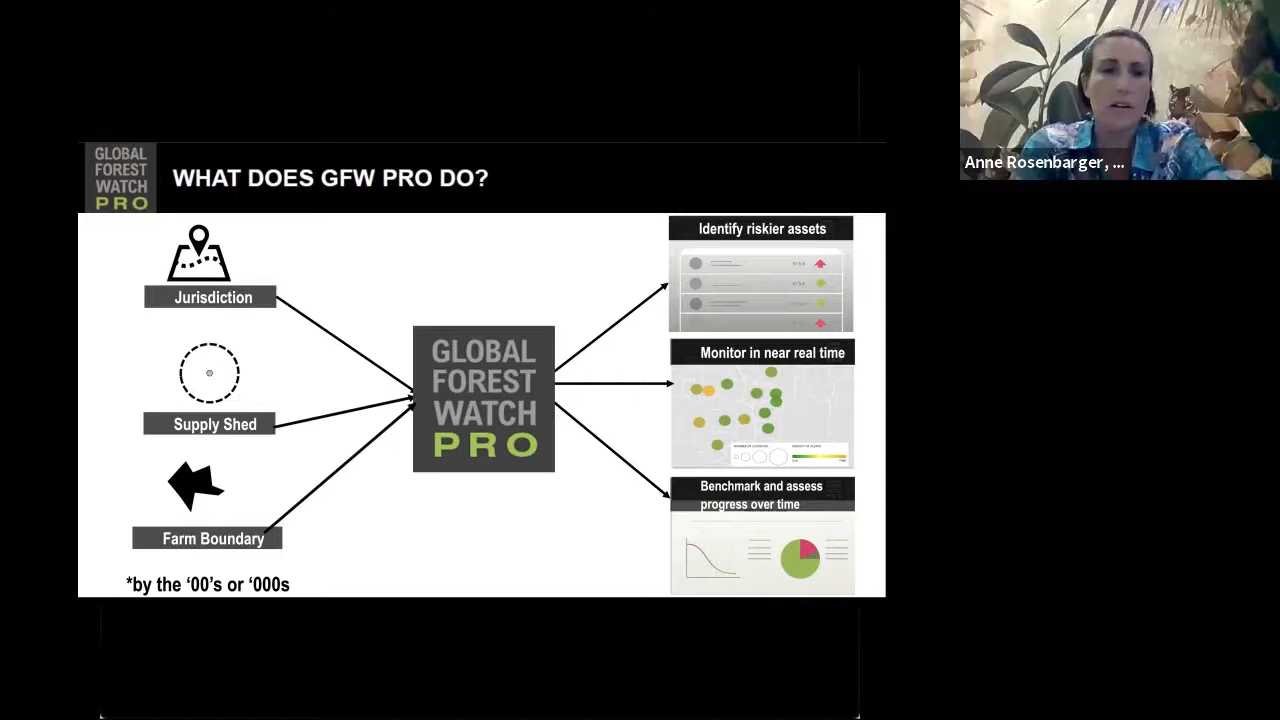 GLOBAL
FOREST
WATCH
PRO
WHAT DOES GFW PRO DO?
Anne Rosenbarger, ...
Jurisdiction
Supply Shed
Farm Boundary
*by the ‘00’s or ‘000s
GLOBAL
FOREST
WATCH
PRO
Identify riskier assets
Monitor in near real time
Benchmark and assess
progress over time